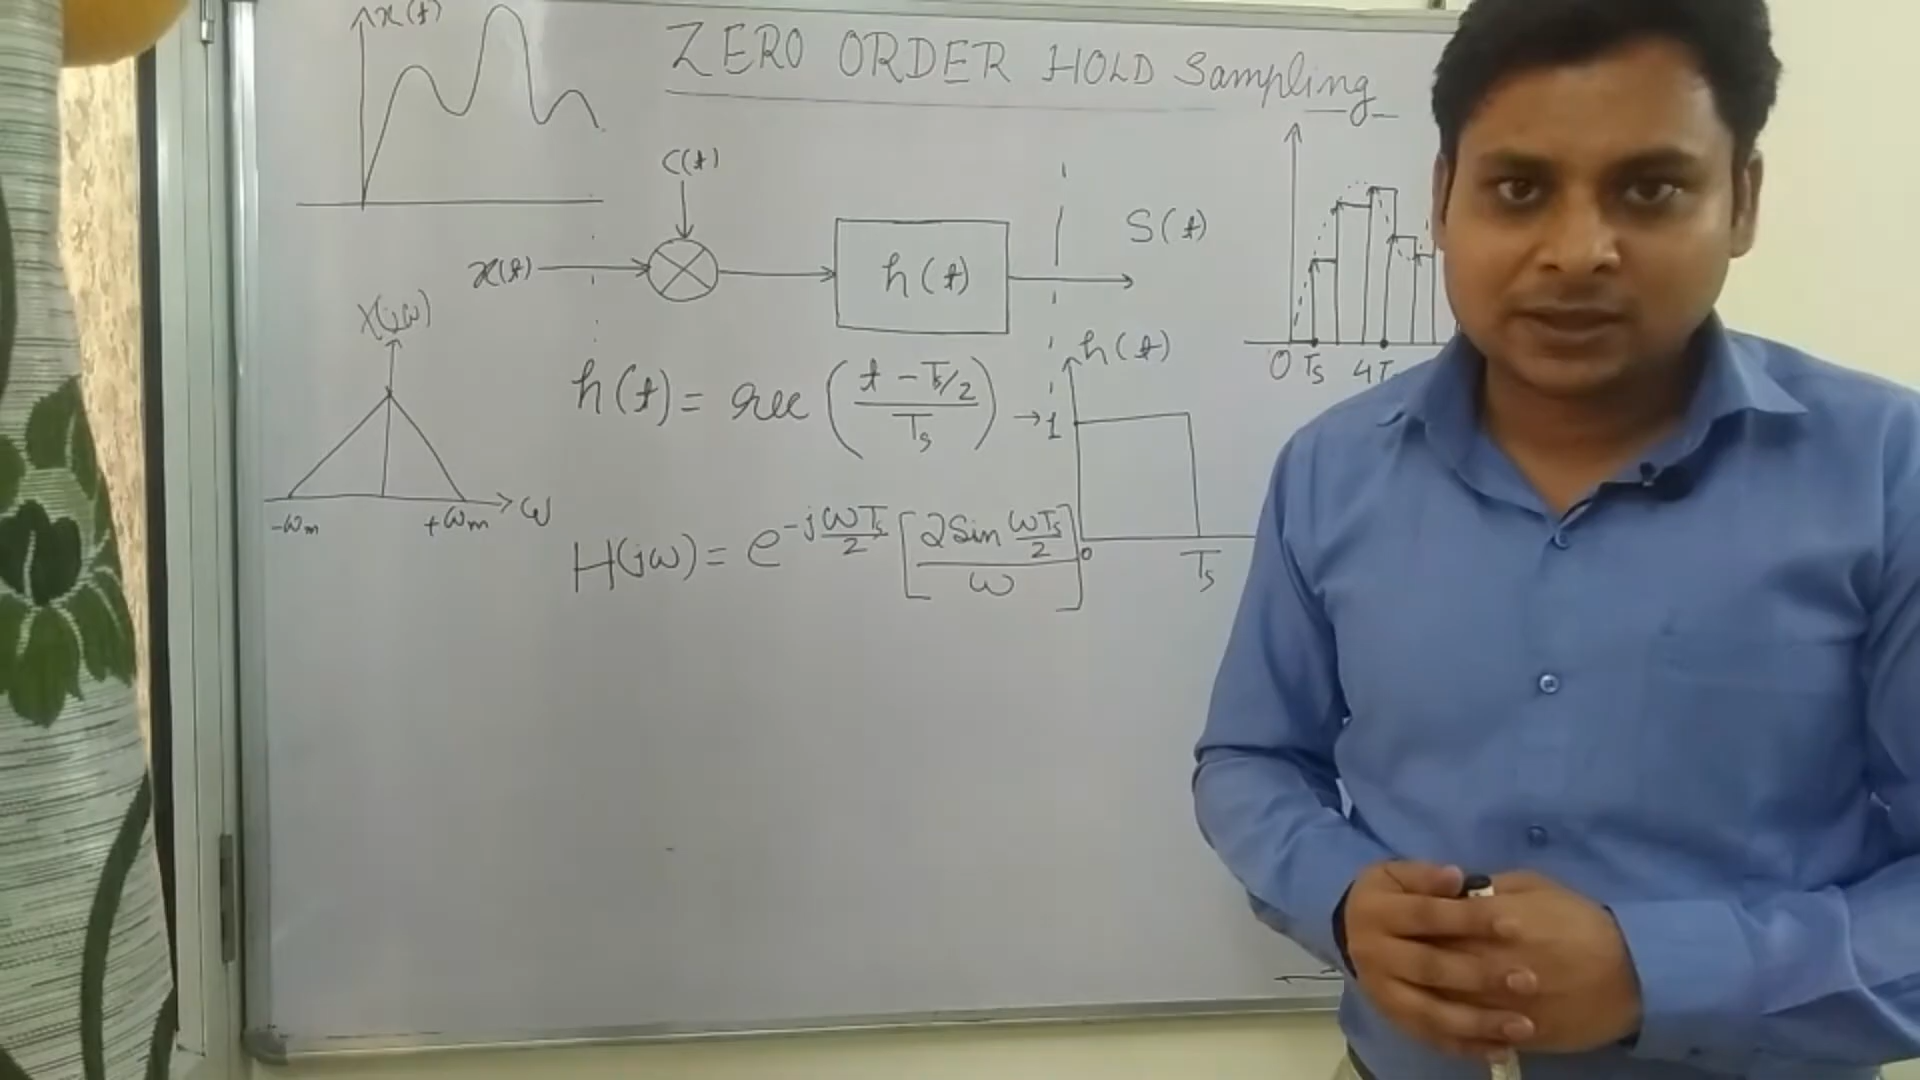 x(t)
ZERO ORDER HOLD Sampling
C(t)
x(t)
h(t)
S(t)
0 Ts 4T
X(jω)
-ωm +ωm ω
h(t) = rec ( (t - Ts/2) / Ts ) → 1
h(t)
0 Ts
H(jω) = e^(-jωTs/2) [ 2 Sin (ωTs/2) / ω ]